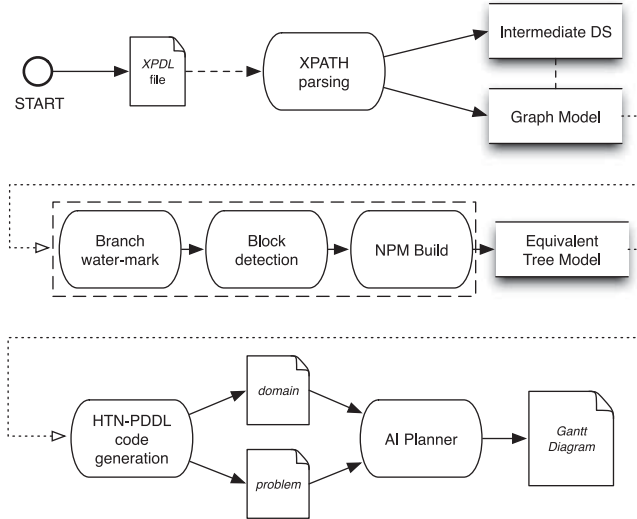 START
XPDL
file
XPATH
parsing
Intermediate DS
Graph Model
Branch
water-mark
Block
detection
NPM Build
Equivalent
Tree Model
HTN-PDDL
code
generation
domain
problem
AI Planner
Gantt
Diagram